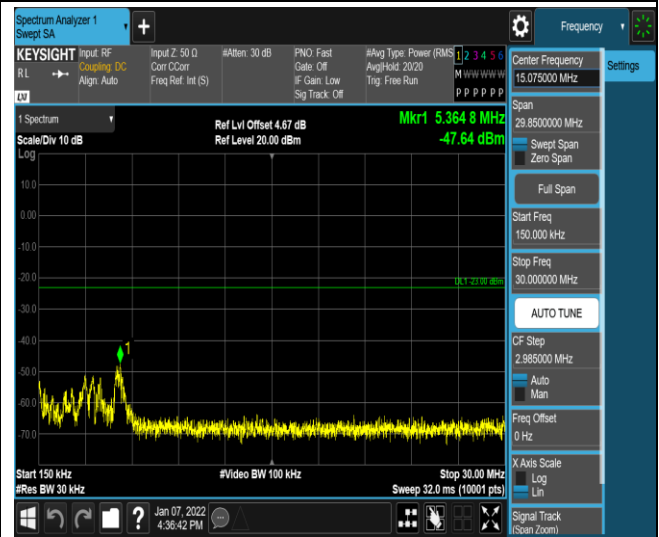 Spectrum Analyzer 1
Swept SA
+
Frequency
KEYSIGHT
RL
LXI
Input: RF
Coupling: DC
Align: Auto
Input Z: 50 Ω
Corr CCorr
Freq Ref: Int (S)
#Atten: 30 dB
PNO: Fast
Gate: Off
IF Gain: Low
Sig Track: Off
#Avg Type: Power (RMS
Avg|Hold: 20/20
Trig: Free Run
1 2 3 4 5 6
M W W W W W
P P P P P P
Center Frequency
15.075000 MHz
Settings
Span
29.8500000 MHz
Swept Span
Zero Span
Full Span
Start Freq
150.000 kHz
Stop Freq
30.000000 MHz
AUTO TUNE
CF Step
2.985000 MHz
Auto
Man
Freq Offset
0 Hz
X Axis Scale
Log
Lin
Signal Track
(Span Zoom)
1 Spectrum
Scale/Div 10 dB
Ref Lvl Offset 4.67 dB
Ref Level 20.00 dBm
Mkr1 5.364 8 MHz
-47.64 dBm
Log
10.0
0.00
-10.0
-20.0
DL1 -23.00 dBm
-30.0
-40.0
1
-50.0
-60.0
-70.0
Start 150 kHz
#Video BW 100 kHz
Stop 30.00 MHz
#Res BW 30 kHz
Sweep 32.0 ms (10001 pts)
?
Jan 07, 2022
4:36:42 PM